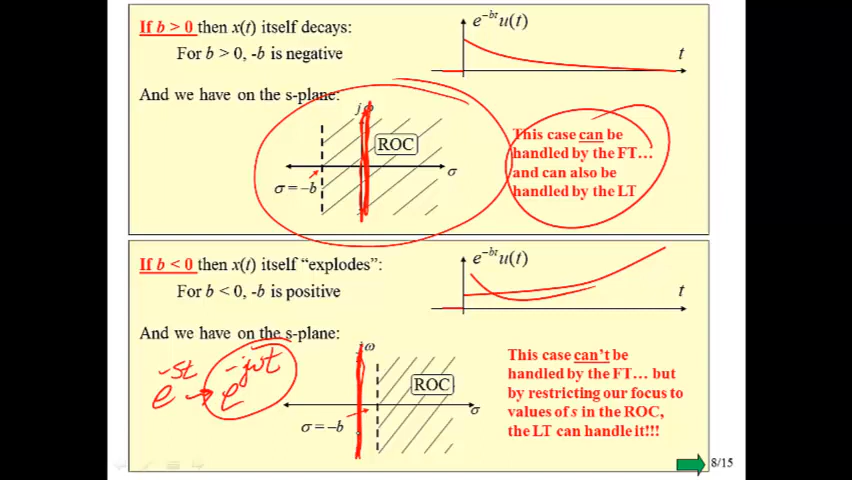 If b > 0 then x(t) itself decays:
For b > 0, -b is negative
And we have on the s-plane:
e^{-bt}u(t)
t
jω
ROC
σ
σ = –b
This case can be
handled by the FT…
and can also be
handled by the LT
If b < 0 then x(t) itself “explodes”:
For b < 0, -b is positive
And we have on the s-plane:
e^{-bt}u(t)
t
e^{-st} → e^{-jωt}
jω
ROC
σ
σ = –b
This case can’t be
handled by the FT… but
by restricting our focus to
values of s in the ROC,
the LT can handle it!!!
8/15